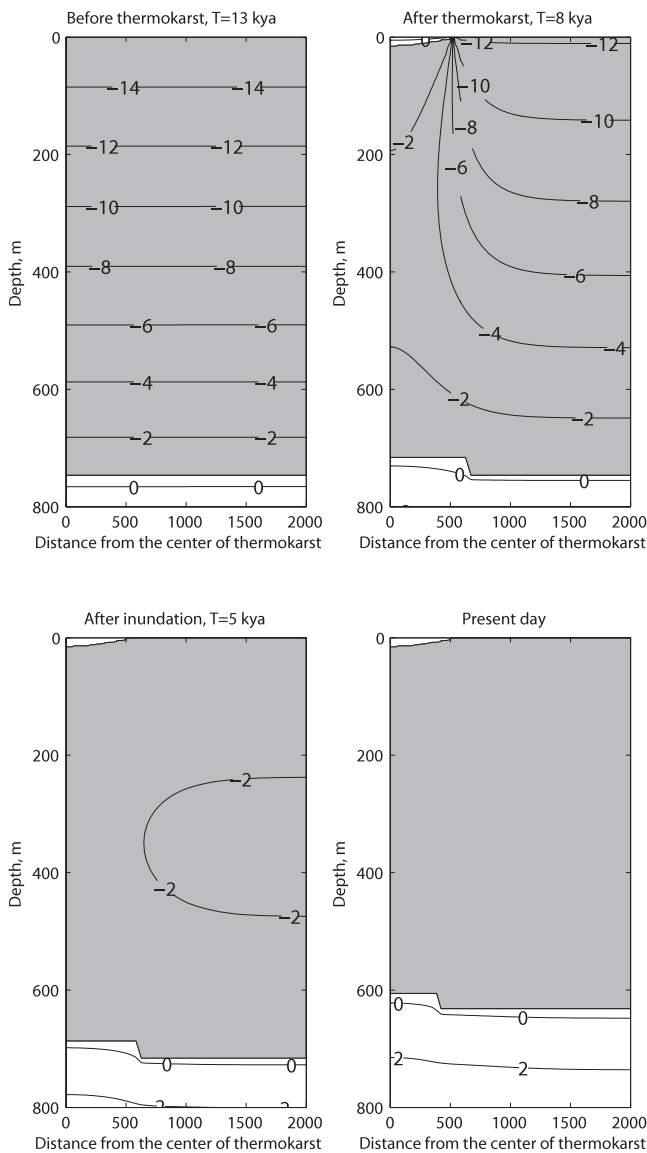 Before thermokarst, T=13 kya
0
200
400
600
800
Depth, m
−14 −14
−12 −12
−10 −10
−8 −8
−6 −6
−4 −4
−2 −2
0 0
0 500 1000 1500 2000
Distance from the center of thermokarst
After thermokarst, T=8 kya
0
200
400
600
800
Depth, m
0 −12 −12
−10 −10
−8
−2
−6
−8
−6
−4 −4
−2 −2
0 0
0 500 1000 1500 2000
Distance from the center of thermokarst
After inundation, T=5 kya
0
200
400
600
800
Depth, m
−2
−2
−2
0 0
2 2
0 500 1000 1500 2000
Distance from the center of thermokarst
Present day
0
200
400
600
800
Depth, m
0 0
2 2
0 500 1000 1500 2000
Distance from the center of thermokarst